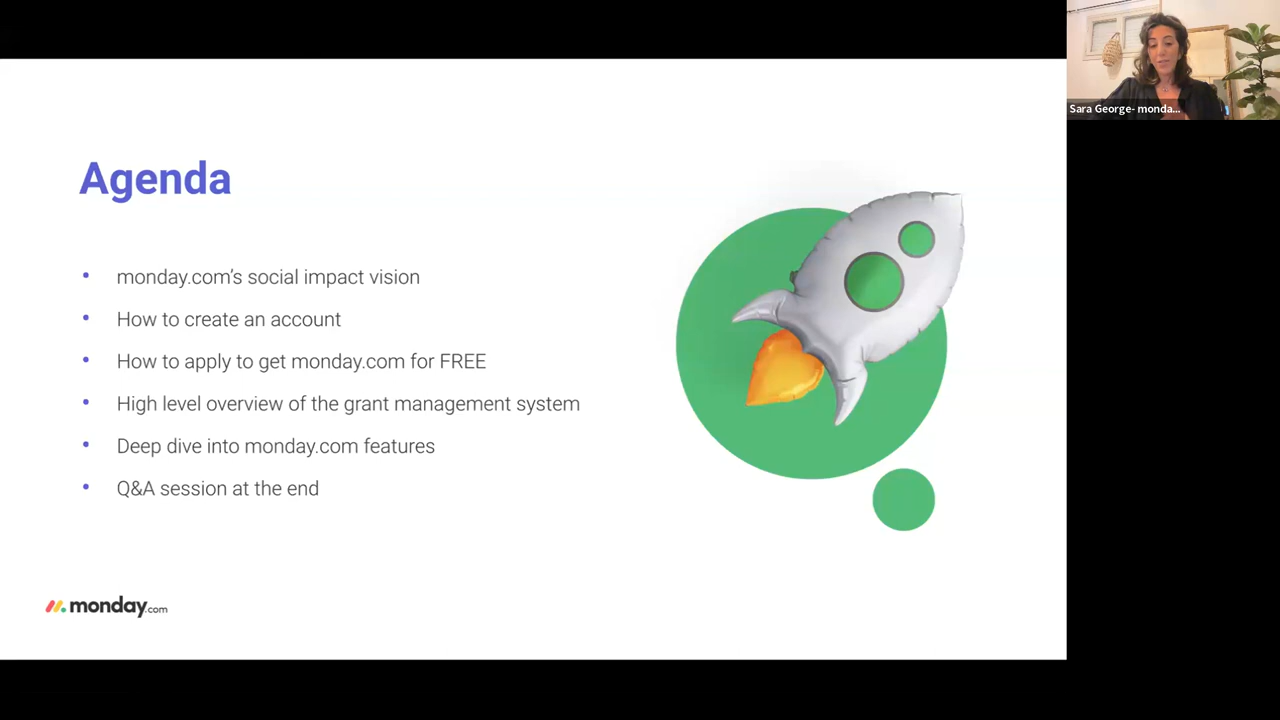 Agenda
• monday.com’s social impact vision
• How to create an account
• How to apply to get monday.com for FREE
• High level overview of the grant management system
• Deep dive into monday.com features
• Q&A session at the end
monday.com
Sara George- monda...